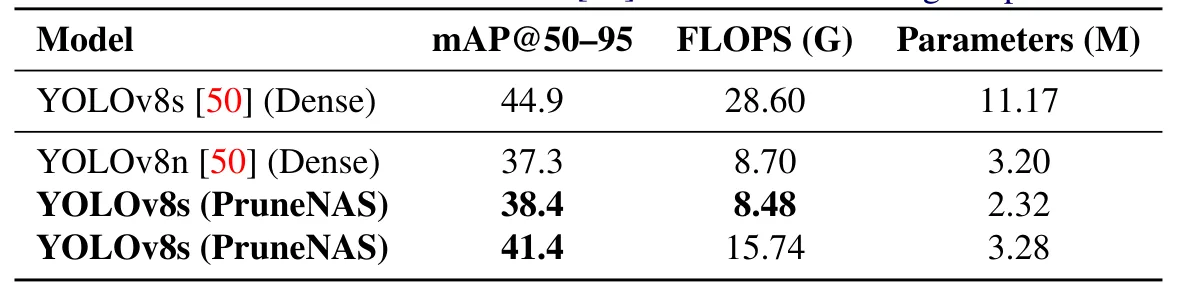 Model mAP@50–95 FLOPS (G) Parameters (M)
YOLOv8s [50] (Dense) 44.9 28.60 11.17
YOLOv8n [50] (Dense) 37.3 8.70 3.20
YOLOv8s (PruneNAS) 38.4 8.48 2.32
YOLOv8s (PruneNAS) 41.4 15.74 3.28